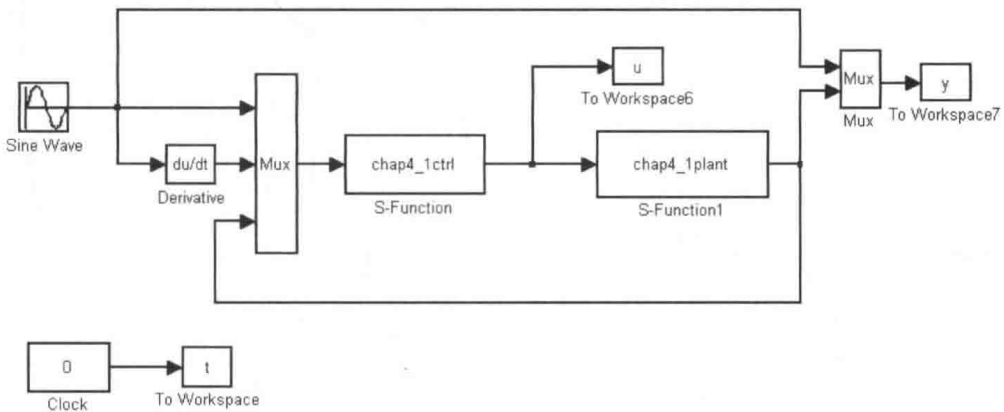 Sine Wave
du/dt
Derivative
Mux
chap4_1ctrl
S-Function
u
To Workspace6
chap4_1plant
S-Function1
Mux
Mux
y
To Workspace7
0
Clock
t
To Workspace